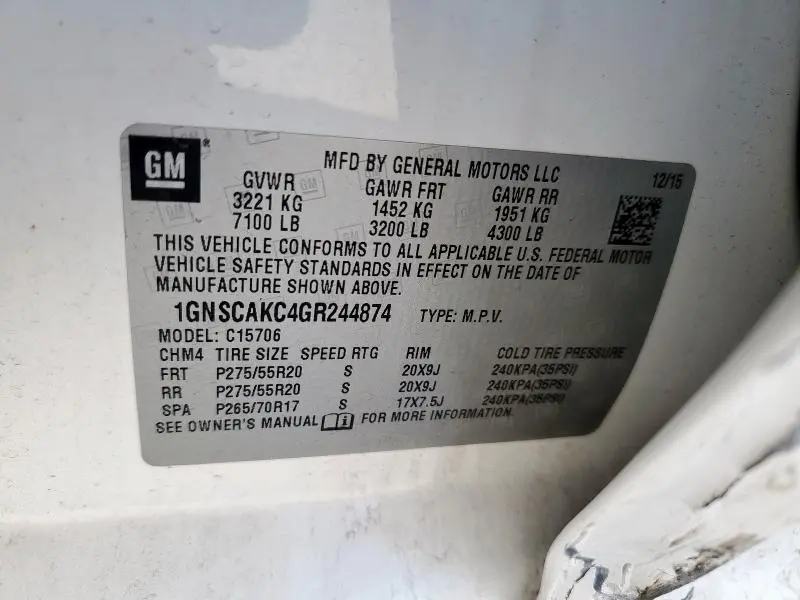 GM®
MFD BY GENERAL MOTORS LLC 12/15
GVWR GAWR FRT GAWR RR
3221 KG 1452 KG 1951 KG
7100 LB 3200 LB 4300 LB
THIS VEHICLE CONFORMS TO ALL APPLICABLE U.S. FEDERAL MOTOR
VEHICLE SAFETY STANDARDS IN EFFECT ON THE DATE OF
MANUFACTURE SHOWN ABOVE.
1GNSCAKC4GR244874 TYPE: M.P.V.
MODEL: C15706
CHM4 TIRE SIZE SPEED RTG RIM COLD TIRE PRESSURE
FRT P275/55R20 S 20X9J 240KPA(35PSI)
RR P275/55R20 S 20X9J 240KPA(35PSI)
SPA P265/70R17 S 17X7.5J 240KPA(35PSI)
SEE OWNER'S MANUAL FOR MORE INFORMATION.